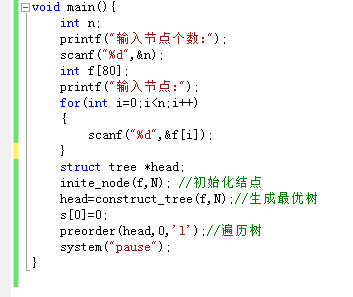 void main(){
int n;
printf("输入节点个数:");
scanf("%d",&n);
int f[80];
printf("输入节点:");
for(int i=0;i<n;i++)
{
scanf("%d",&f[i]);
}
struct tree *head;
inite_node(f,N); //初始化结点
head=construct_tree(f,N);//生成最优树
s[0]=0;
preorder(head,0,'l');//遍历树
system("pause");
}